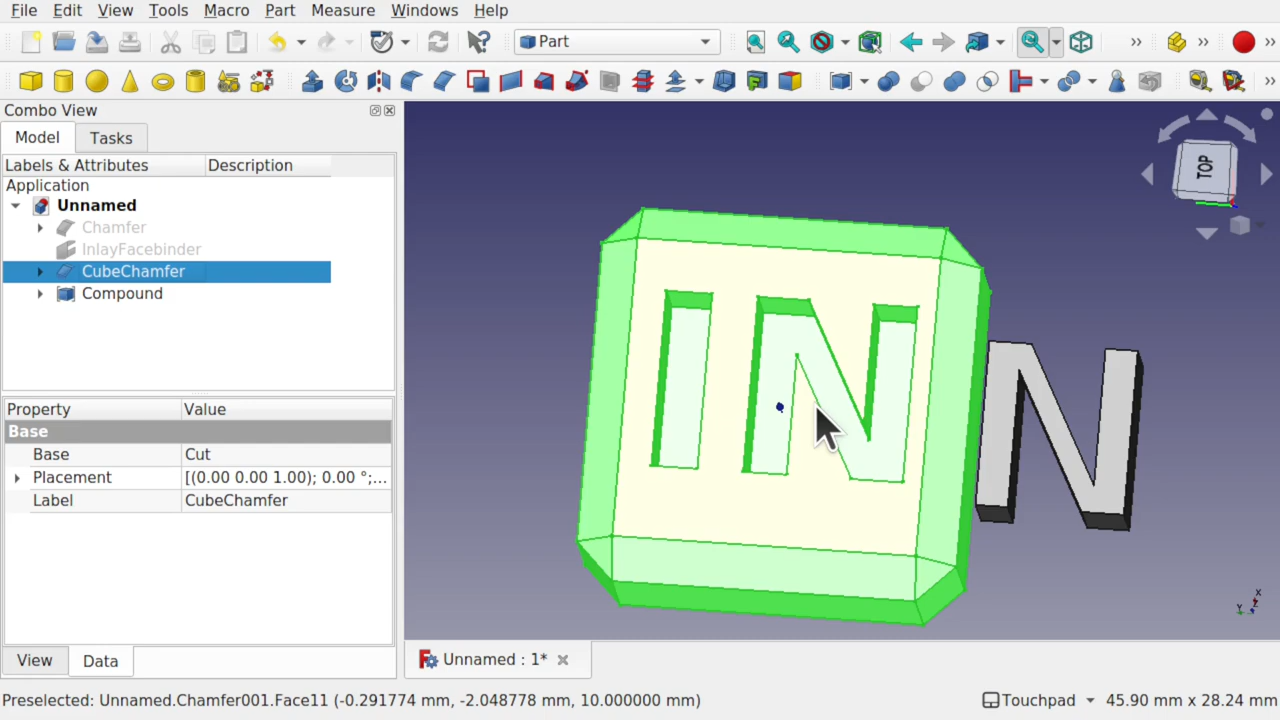 File Edit View Tools Macro Part Measure Windows Help
Part
Combo View
Model Tasks
Labels & Attributes Description
Application
Unnamed
Chamfer
InlayFacebinder
CubeChamfer
Compound
Property Value
Base
Base Cut
Placement [(0.00 0.00 1.00); 0.00 °;...
Label CubeChamfer
View Data
TOP
IN
N
X
Y
Z
Unnamed : 1*
Preselected: Unnamed.Chamfer001.Face11 (-0.291774 mm, -2.048778 mm, 10.000000 mm)
Touchpad 45.90 mm x 28.24 mm